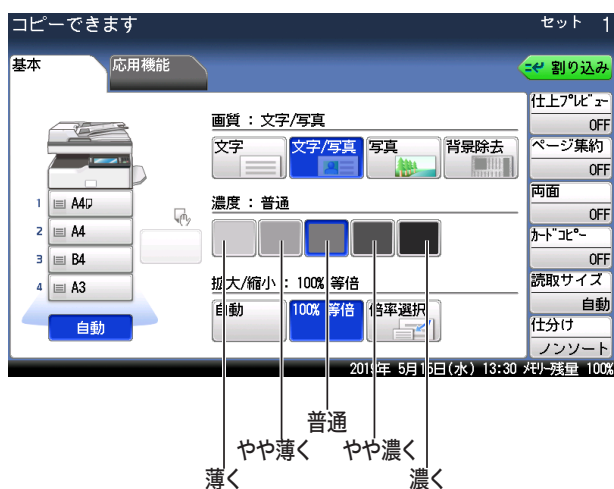 コピーできます
セット 1
基本
応用機能
割り込み
画質 : 文字/写真
文字
文字/写真
写真
背景除去
濃度 : 普通
拡大/縮小 : 100% 等倍
自動
100% 等倍
倍率選択
1 A4
2 A4
3 B4
4 A3
自動
仕上プレビュー
OFF
ページ集約
OFF
両面
OFF
カードコピー
OFF
読取サイズ
自動
仕分け
ノンソート
2019年 5月15日(水) 13:30 メモリー残量 100%
普通
やや薄く
やや濃く
薄く
濃く